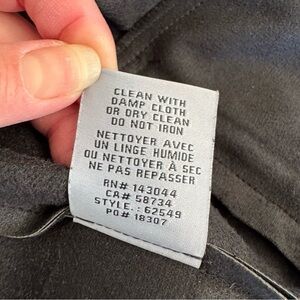 CLEAN WITH
DAMP CLOTH
OR DRY CLEAN
DO NOT IRON
NETTOYER AVEC
UN LINGE HUMIDE
OU NETTOYER À SEC
NE PAS REPASSER
RN# 143044
CA# 58734
STYLE.: 62549
PO# 18307